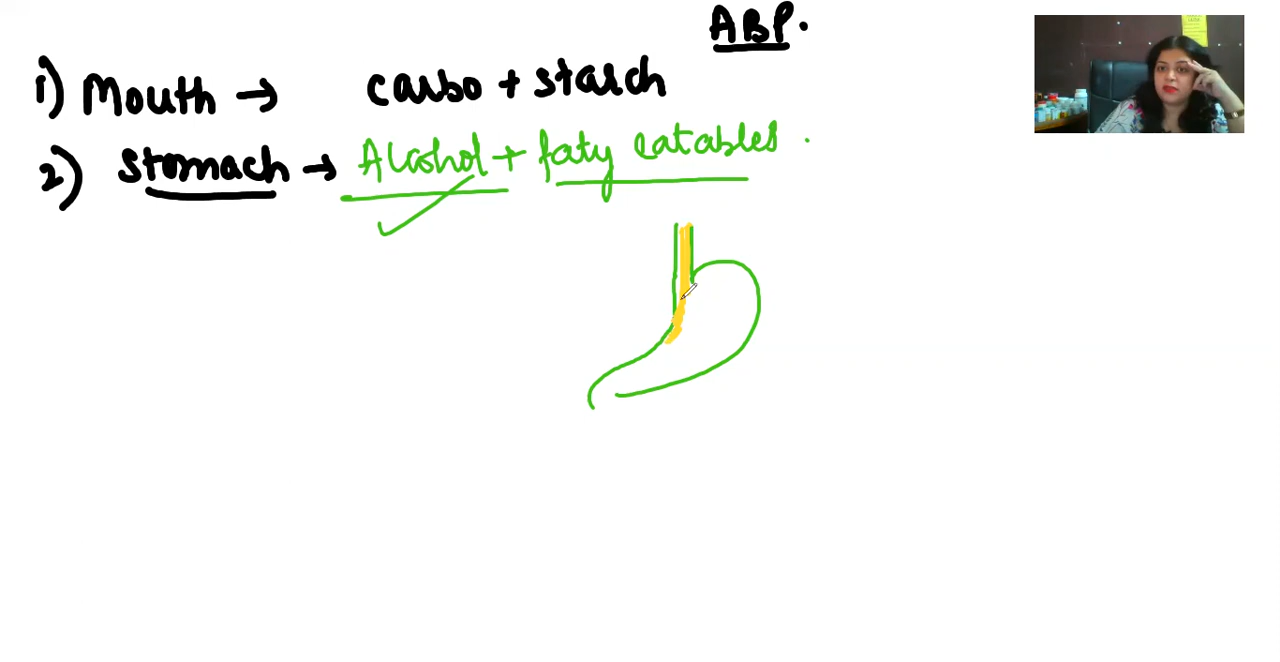 ABP.
1) Mouth → carbo + starch
2) Stomach → Alcohol + faty eatables.